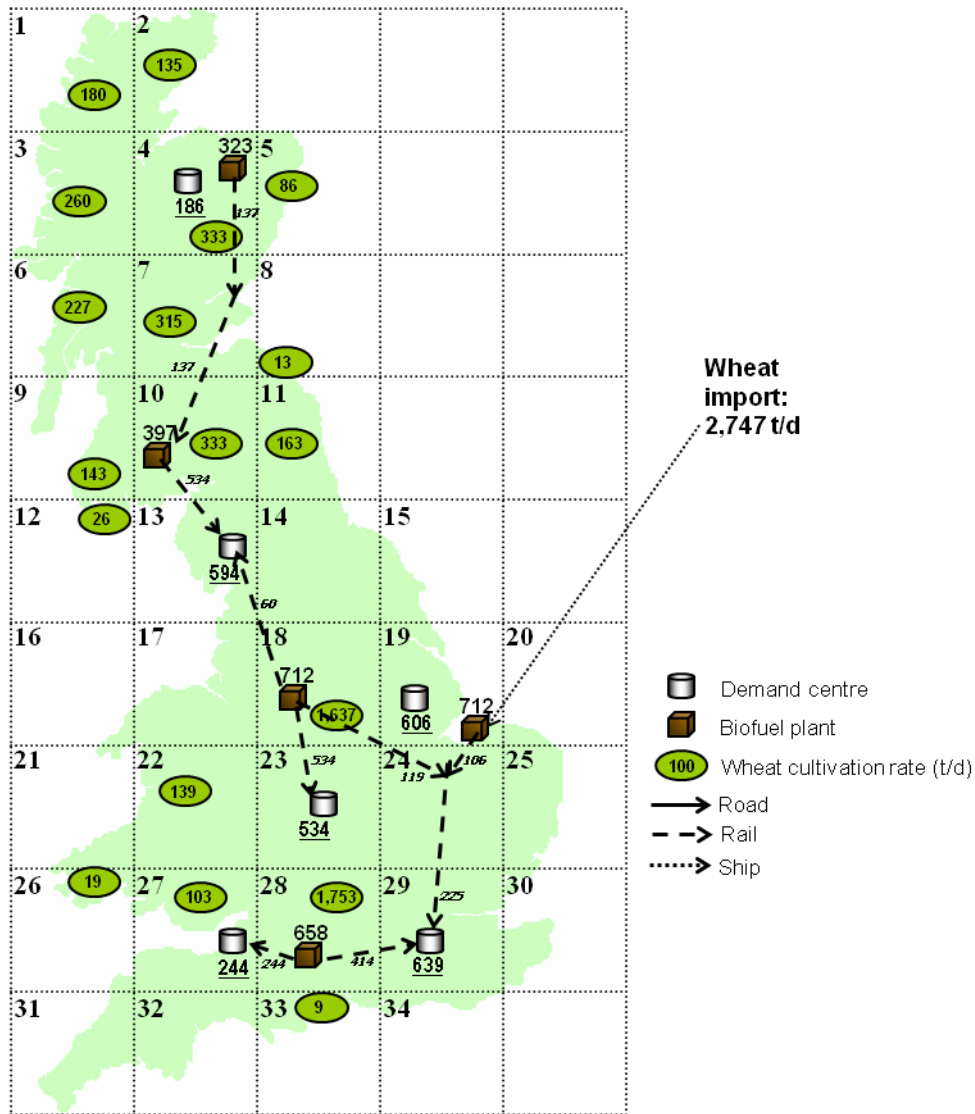 1 2
135
180
3 4 323 5
186
86
137
333
260
6 7 8
227
315
13
137
9 10 11
397
333
163
143
534
12 26 13 14 15
594
60
16 17 18 19 20
712
1,637
606
712
21 22 23 24 25
139
534
119
106
534
26 19 27 28 29 30
103
1,753
225
658
244
244
414
639
31 32 33 9 34
Wheat
import:
2,747 t/d
Demand centre
Biofuel plant
100 Wheat cultivation rate (t/d)
Road
Rail
Ship